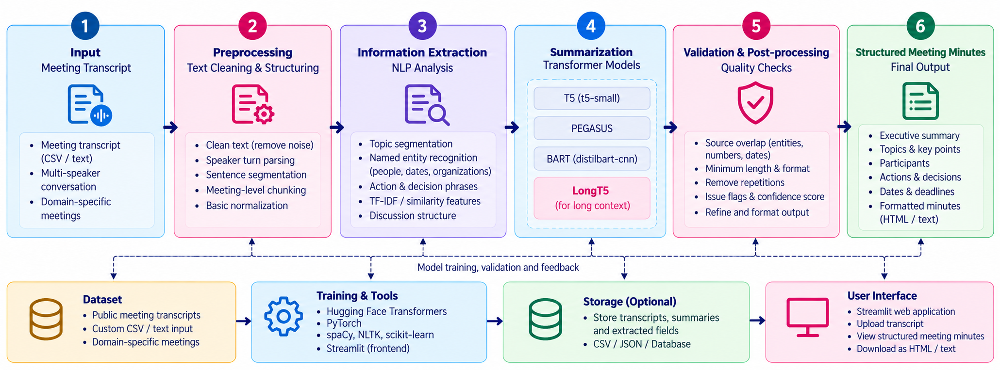 1
Input
Meeting Transcript
• Meeting transcript
(CSV / text)
• Multi-speaker
conversation
• Domain-specific
meetings
2
Preprocessing
Text Cleaning & Structuring
• Clean text (remove noise)
• Speaker turn parsing
• Sentence segmentation
• Meeting-level chunking
• Basic normalization
3
Information Extraction
NLP Analysis
• Topic segmentation
• Named entity recognition
(people, dates, organizations)
• Action & decision phrases
• TF-IDF / similarity features
• Discussion structure
4
Summarization
Transformer Models
T5 (t5-small)
PEGASUS
BART (distilbart-cnn)
LongT5
(for long context)
5
Validation & Post-processing
Quality Checks
• Source overlap (entities,
numbers, dates)
• Minimum length & format
• Remove repetitions
• Issue flags & confidence score
• Refine and format output
6
Structured Meeting Minutes
Final Output
• Executive summary
• Topics & key points
• Participants
• Actions & decisions
• Dates & deadlines
• Formatted minutes
(HTML / text)
Model training, validation and feedback
Dataset
• Public meeting transcripts
• Custom CSV / text input
• Domain-specific meetings
Training & Tools
• Hugging Face Transformers
• PyTorch
• spaCy, NLTK, scikit-learn
• Streamlit (frontend)
Storage (Optional)
• Store transcripts, summaries
and extracted fields
• CSV / JSON / Database
User Interface
• Streamlit web application
• Upload transcript
• View structured meeting minutes
• Download as HTML / text